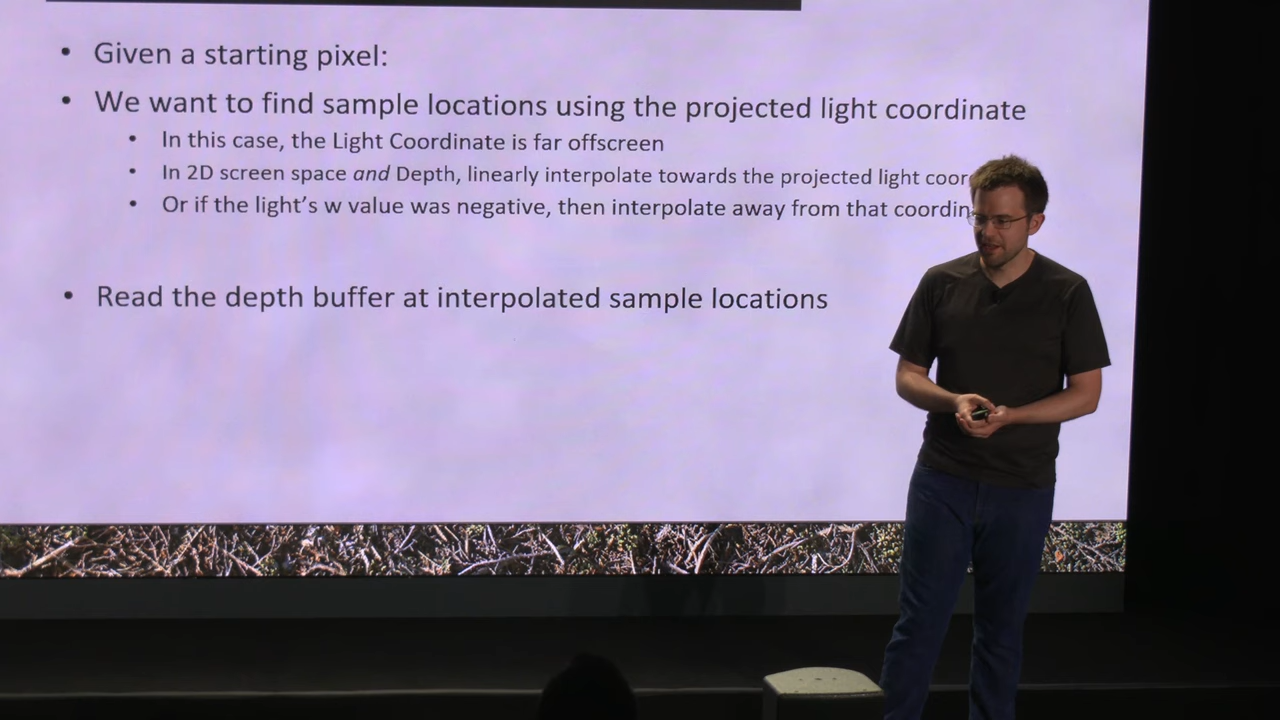 • Given a starting pixel:
• We want to find sample locations using the projected light coordinate
• In this case, the Light Coordinate is far offscreen
• In 2D screen space and Depth, linearly interpolate towards the projected light
• Or if the light’s w value was negative, then interpolate away from that
• Read the depth buffer at interpolated sample locations